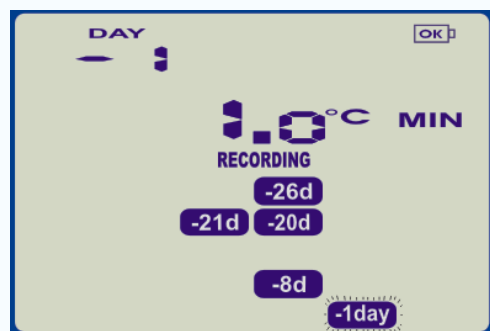 DAY OK
- 1
1.0°C MIN
RECORDING
-26d
-21d -20d
-8d
-1day